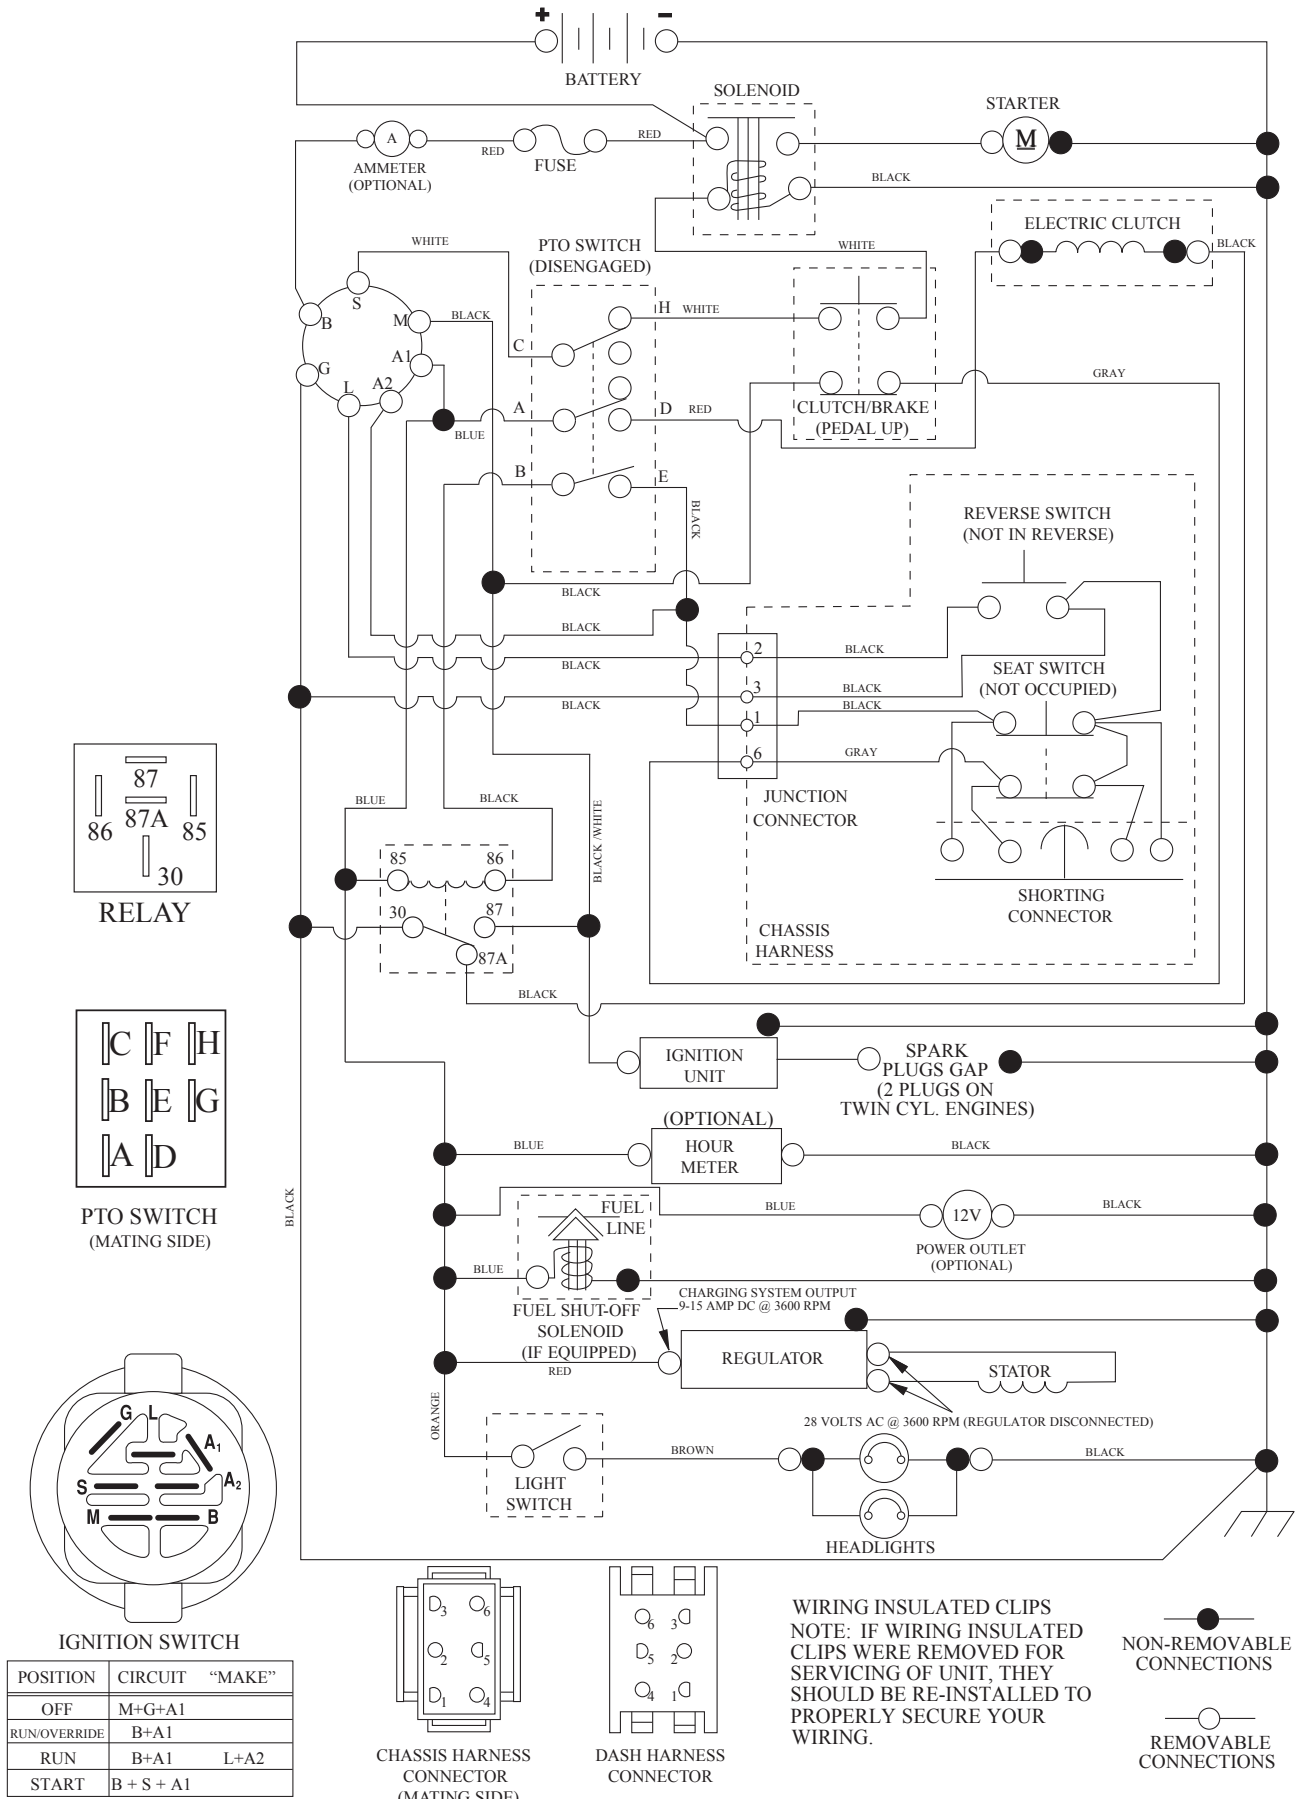 + −
BATTERY
SOLENOID
STARTER
A
RED
FUSE
RED
M
AMMETER
(OPTIONAL)
BLACK
ELECTRIC CLUTCH
WHITE
PTO SWITCH
(DISENGAGED)
WHITE
BLACK
S
B
M
BLACK
H
WHITE
C
A1
G
A2
L
GRAY
A
D
RED
CLUTCH/BRAKE
(PEDAL UP)
BLUE
B
E
BLACK
REVERSE SWITCH
(NOT IN REVERSE)
BLACK
BLACK
2
BLACK
BLACK
SEAT SWITCH
(NOT OCCUPIED)
3
BLACK
BLACK
BLACK
1
6
GRAY
JUNCTION
CONNECTOR
BLUE
BLACK
BLACK /WHITE
87
86
87A
85
30
RELAY
85
86
30
87
87A
SHORTING
CONNECTOR
CHASSIS
HARNESS
BLACK
C F H
B E G
A D
PTO SWITCH
(MATING SIDE)
IGNITION
UNIT
SPARK
PLUGS GAP
(2 PLUGS ON
TWIN CYL. ENGINES)
(OPTIONAL)
HOUR
METER
BLUE
BLACK
BLACK
FUEL
LINE
BLUE
12V
BLACK
POWER OUTLET
(OPTIONAL)
BLUE
CHARGING SYSTEM OUTPUT
9-15 AMP DC @ 3600 RPM
FUEL SHUT-OFF
SOLENOID
(IF EQUIPPED)
RED
REGULATOR
STATOR
28 VOLTS AC @ 3600 RPM (REGULATOR DISCONNECTED)
ORANGE
LIGHT
SWITCH
BROWN
BLACK
HEADLIGHTS
G L
A1
S
A2
M B
IGNITION SWITCH
POSITION CIRCUIT "MAKE"
OFF M+G+A1
RUN/OVERRIDE B+A1
RUN B+A1 L+A2
START B + S + A1
3 6
2 5
1 4
CHASSIS HARNESS
CONNECTOR
(MATING SIDE)
6 3
5 2
4 1
DASH HARNESS
CONNECTOR
WIRING INSULATED CLIPS
NOTE: IF WIRING INSULATED
CLIPS WERE REMOVED FOR
SERVICING OF UNIT, THEY
SHOULD BE RE-INSTALLED TO
PROPERLY SECURE YOUR
WIRING.
NON-REMOVABLE
CONNECTIONS
REMOVABLE
CONNECTIONS